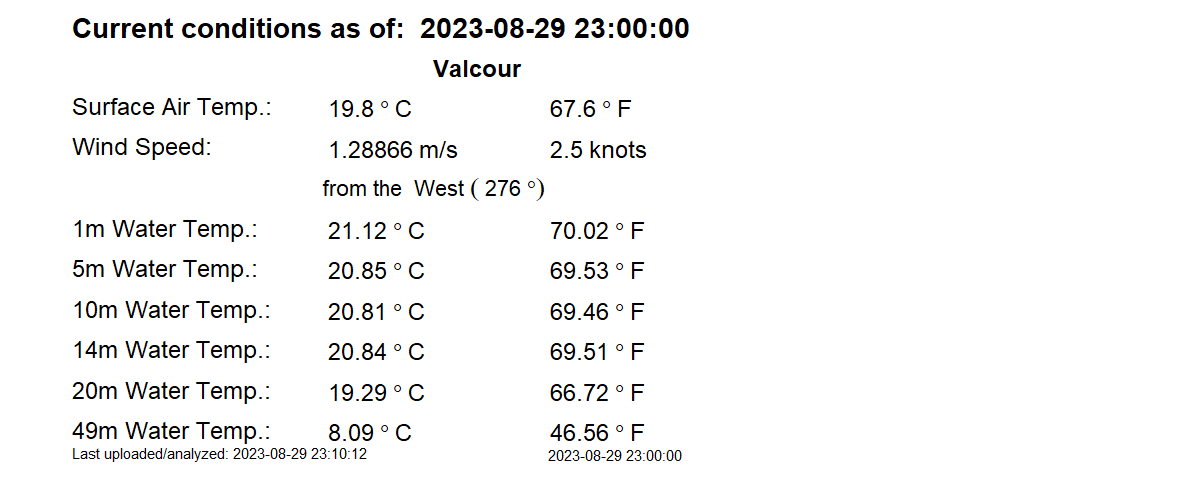 Current conditions as of: 2023-08-29 23:00:00
Valcour
Surface Air Temp.: 19.8 ° C 67.6 ° F
Wind Speed: 1.28866 m/s 2.5 knots
from the West ( 276 °)
1m Water Temp.: 21.12 ° C 70.02 ° F
5m Water Temp.: 20.85 ° C 69.53 ° F
10m Water Temp.: 20.81 ° C 69.46 ° F
14m Water Temp.: 20.84 ° C 69.51 ° F
20m Water Temp.: 19.29 ° C 66.72 ° F
49m Water Temp.: 8.09 ° C 46.56 ° F
Last uploaded/analyzed: 2023-08-29 23:10:12 2023-08-29 23:00:00